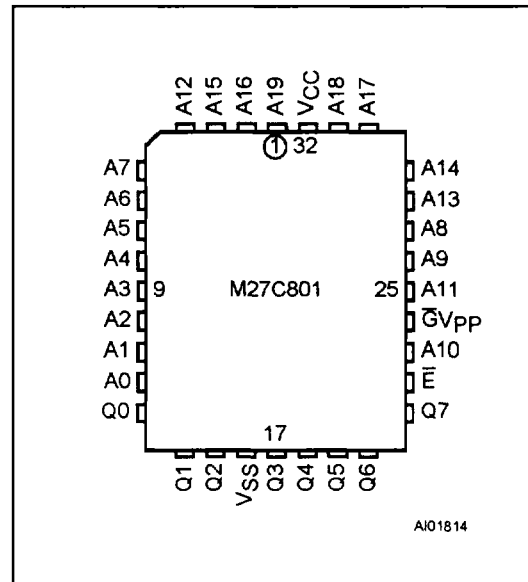 A12 A15 A16 A19 VCC A18 A17
1 32
A7 A14
A6 A13
A5 A8
A4 A9
A3 9 M27C801 25 A11
A2 G̅VPP
A1 A10
A0 E̅
Q0 Q7
17
Q1 Q2 VSS Q3 Q4 Q5 Q6
AI01814